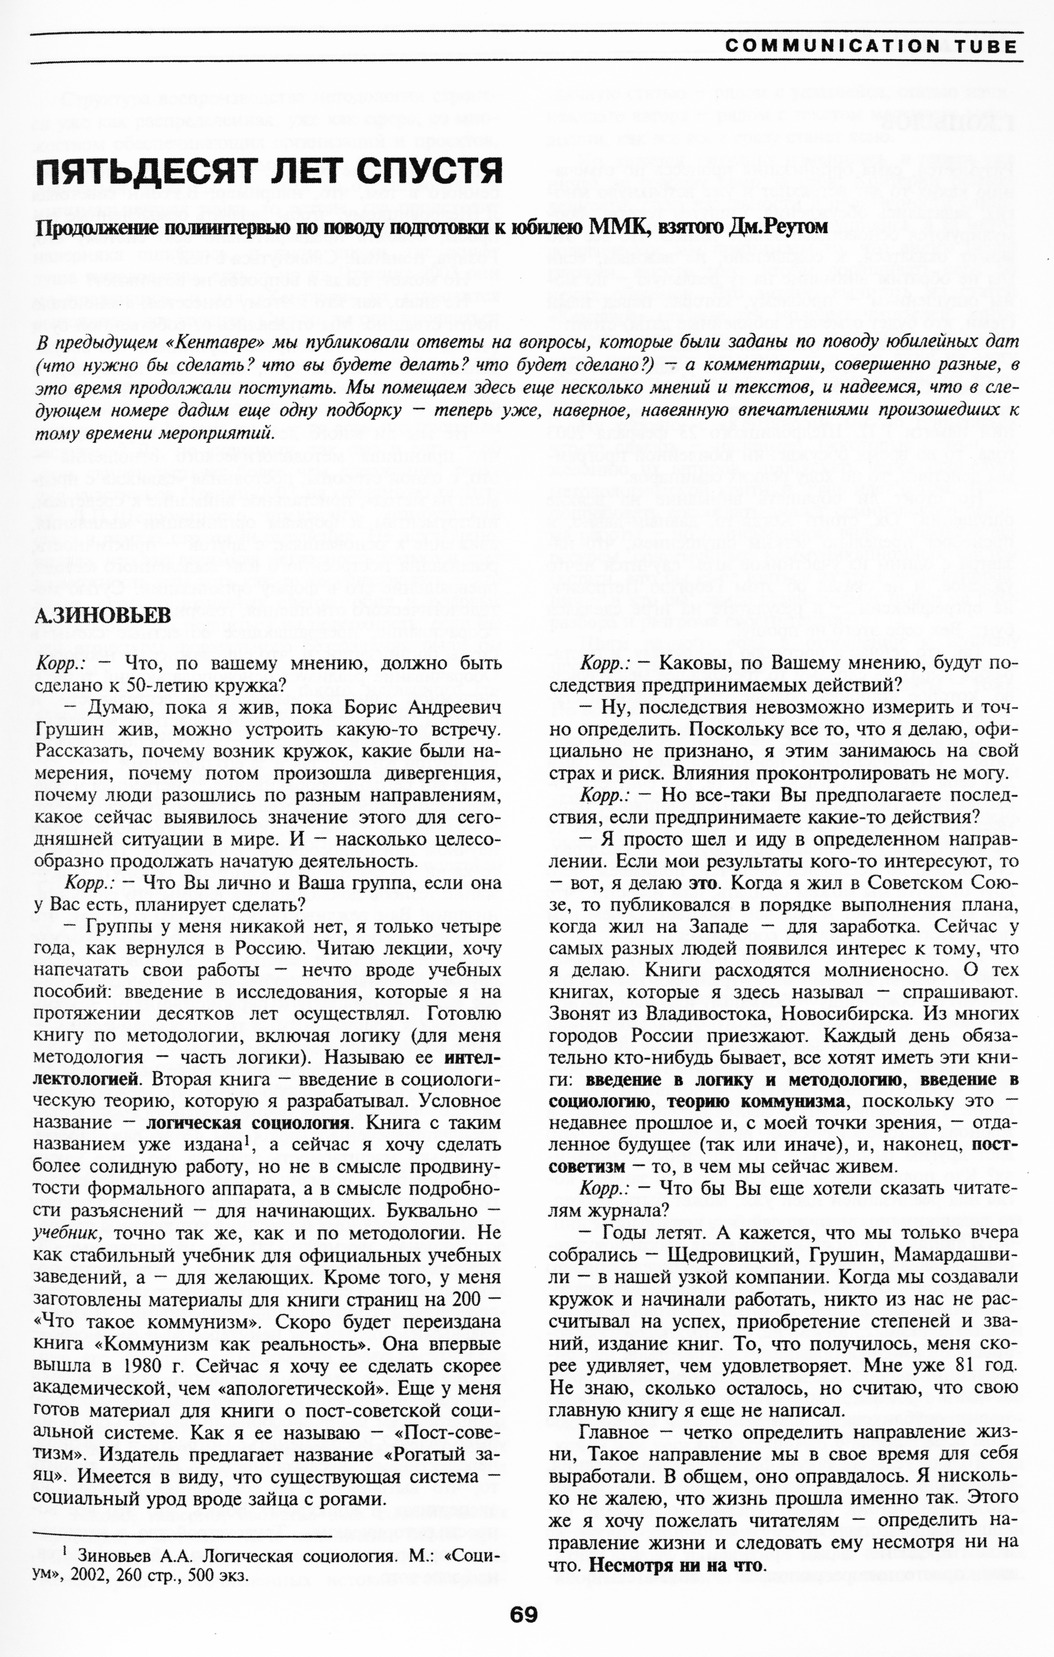 COMMUNICATION TUBE
ПЯТЬДЕСЯТ ЛЕТ СПУСТЯ
Продолжение полиинтервью по поводу подготовки к юбилею ММК, взятого Дм.Реутом
В предыдущем «Кентавре» мы публиковали ответы на вопросы, которые были заданы по поводу юбилейных дат
(что нужно бы сделать? что вы будете делать? что будет сделано?) — а комментарии, совершенно разные, в
это время продолжали поступать. Мы помещаем здесь еще несколько мнений и текстов, и надеемся, что в сле-
дующем номере дадим еще одну подборку — теперь уже, наверное, навеянную впечатлениями произошедших к
тому времени мероприятий.
А.ЗИНОВЬЕВ
Корр.: — Что, по вашему мнению, должно быть
сделано к 50-летию кружка?
— Думаю, пока я жив, пока Борис Андреевич
Грушин жив, можно устроить какую-то встречу.
Рассказать, почему возник кружок, какие были на-
мерения, почему потом произошла дивергенция,
почему люди разошлись по разным направлениям,
какое сейчас выявилось значение этого для сего-
дняшней ситуации в мире. И — насколько целесо-
образно продолжать начатую деятельность.
Корр.: — Что Вы лично и Ваша группа, если она
у Вас есть, планирует сделать?
— Группы у меня никакой нет, я только четыре
года, как вернулся в Россию. Читаю лекции, хочу
напечатать свои работы — нечто вроде учебных
пособий: введение в исследования, которые я на
протяжении десятков лет осуществлял. Готовлю
книгу по методологии, включая логику (для меня
методология — часть логики). Называю ее интел-
лектологией. Вторая книга — введение в социологи-
ческую теорию, которую я разрабатывал. Условное
название — логическая социология. Книга с таким
названием уже издана¹, а сейчас я хочу сделать
более солидную работу, но не в смысле продвину-
тости формального аппарата, а в смысле подробно-
сти разъяснений — для начинающих. Буквально —
учебник, точно так же, как и по методологии. Не
как стабильный учебник для официальных учебных
заведений, а — для желающих. Кроме того, у меня
заготовлены материалы для книги страниц на 200 —
«Что такое коммунизм». Скоро будет переиздана
книга «Коммунизм как реальность». Она впервые
вышла в 1980 г. Сейчас я хочу ее сделать скорее
академической, чем «апологетической». Еще у меня
готов материал для книги о пост-советской соци-
альной системе. Как я ее называю — «Пост-сове-
тизм». Издатель предлагает название «Рогатый за-
яц». Имеется в виду, что существующая система —
социальный урод вроде зайца с рогами.
¹ Зиновьев А.А. Логическая социология. М.: «Соци-
ум», 2002, 260 стр., 500 экз.
Корр.: — Каковы, по Вашему мнению, будут по-
следствия предпринимаемых действий?
— Ну, последствия невозможно измерить и точ-
но определить. Поскольку все то, что я делаю, офи-
циально не признано, я этим занимаюсь на свой
страх и риск. Влияния проконтролировать не могу.
Корр.: — Но все-таки Вы предполагаете послед-
ствия, если предпринимаете какие-то действия?
— Я просто шел и иду в определенном направ-
лении. Если мои результаты кого-то интересуют, то
— вот, я делаю это. Когда я жил в Советском Сою-
зе, то публиковался в порядке выполнения плана,
когда жил на Западе — для заработка. Сейчас у
самых разных людей появился интерес к тому, что
я делаю. Книги расходятся молниеносно. О тех
книгах, которые я здесь называл — спрашивают.
Звонят из Владивостока, Новосибирска. Из многих
городов России приезжают. Каждый день обяза-
тельно кто-нибудь бывает, все хотят иметь эти кни-
ги: введение в логику и методологию, введение в
социологию, теорию коммунизма, поскольку это —
недавнее прошлое и, с моей точки зрения, — отда-
ленное будущее (так или иначе), и, наконец, пост-
советизм — то, в чем мы сейчас живем.
Корр.: — Что бы Вы еще хотели сказать читате-
лям журнала?
— Годы летят. А кажется, что мы только вчера
собрались — Щедровицкий, Грушин, Мамардашви-
ли — в нашей узкой компании. Когда мы создавали
кружок и начинали работать, никто из нас не рас-
считывал на успех, приобретение степеней и зва-
ний, издание книг. То, что получилось, меня ско-
рее удивляет, чем удовлетворяет. Мне уже 81 год.
Не знаю, сколько осталось, но считаю, что свою
главную книгу я еще не написал.
Главное — четко определить направление жиз-
ни, Такое направление мы в свое время для себя
выработали. В общем, оно оправдалось. Я нисколь-
ко не жалею, что жизнь прошла именно так. Этого
же я хочу пожелать читателям — определить на-
правление жизни и следовать ему несмотря ни на
что. Несмотря ни на что.
69